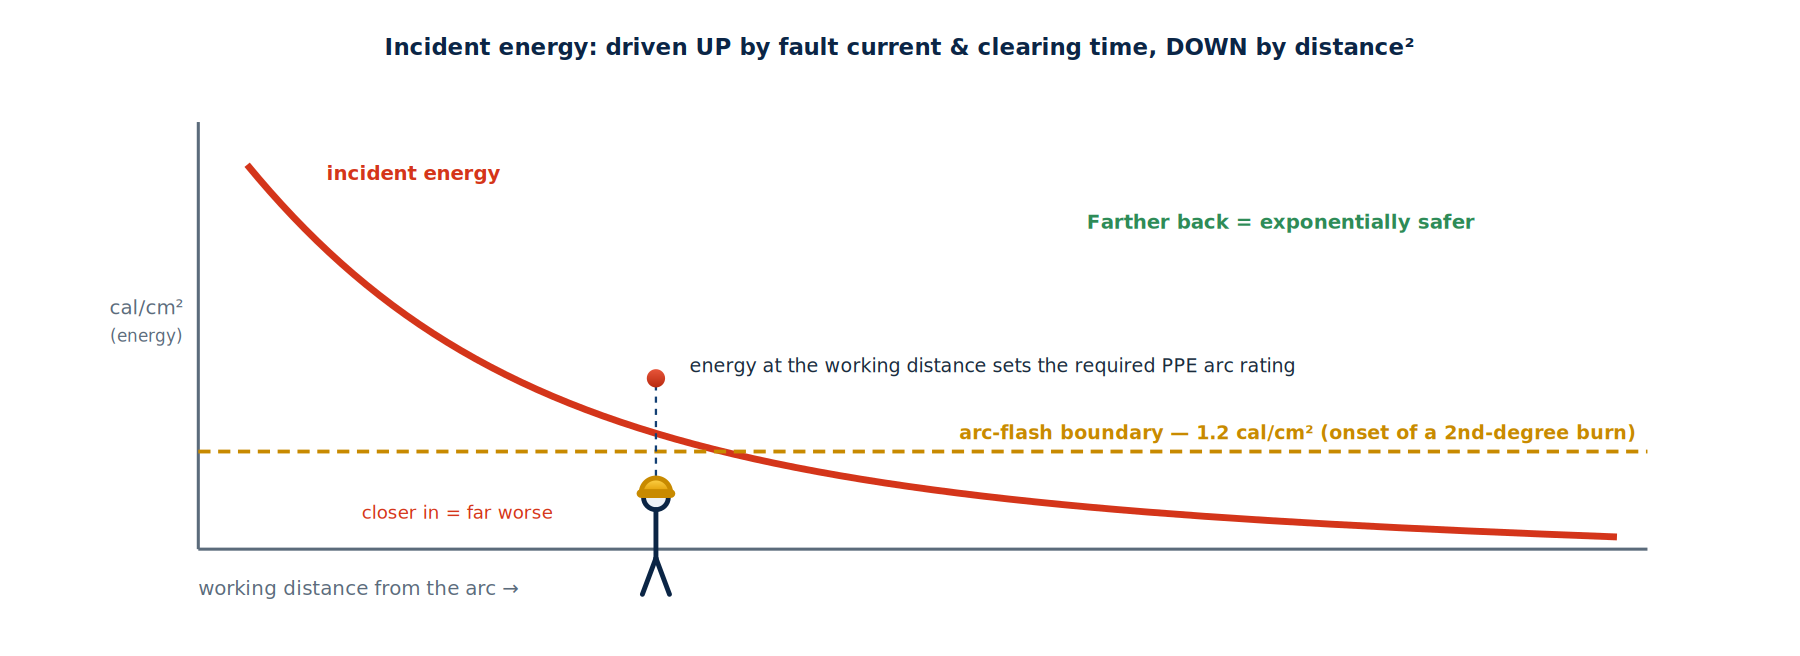 Incident energy: driven UP by fault current & clearing time, DOWN by distance²
incident energy
Farther back = exponentially safer
cal/cm²
(energy)
energy at the working distance sets the required PPE arc rating
arc-flash boundary — 1.2 cal/cm² (onset of a 2nd-degree burn)
closer in = far worse
working distance from the arc →